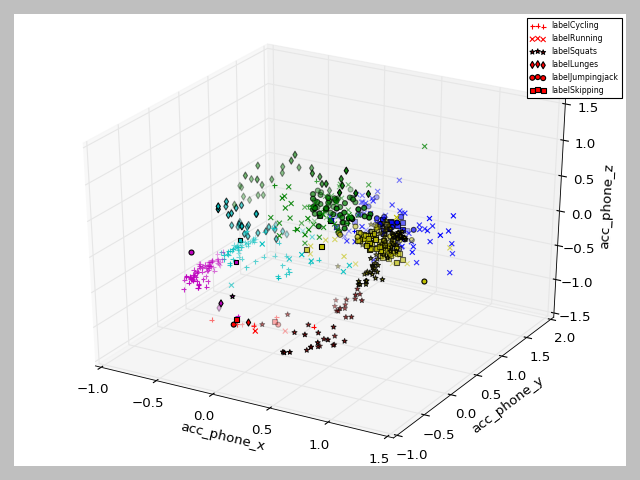 labelCycling
labelRunning
labelSquats
labelLunges
labelJumpingjack
labelSkipping
1.5
1.0
0.5
0.0
−0.5
−1.0
−1.5
acc_phone_z
2.0
1.5
1.0
0.5
0.0
−0.5
−1.0
acc_phone_y
−1.0
−0.5
0.0
0.5
1.0
1.5
acc_phone_x